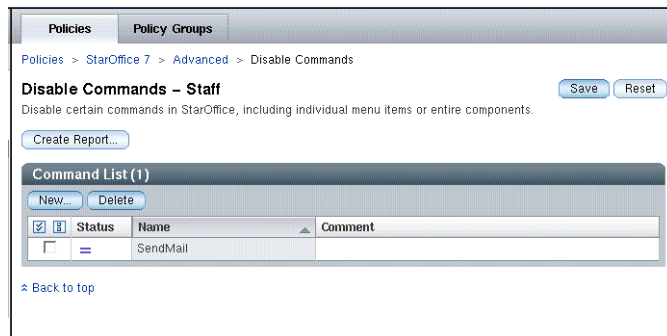 Policies Policy Groups
Policies > StarOffice 7 > Advanced > Disable Commands
Disable Commands – Staff Save Reset
Disable certain commands in StarOffice, including individual menu items or entire components.
Create Report...
Command List (1)
New... Delete
Status Name Comment
SendMail
Back to top